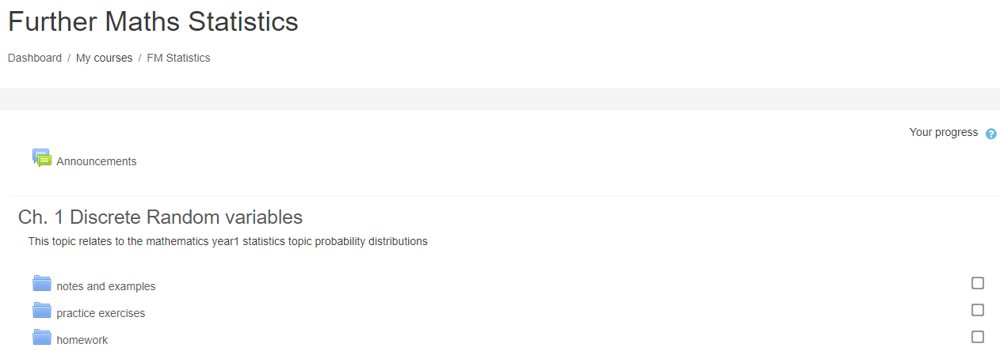 Further Maths Statistics
Dashboard / My courses / FM Statistics
Your progress ?
Announcements
Ch. 1 Discrete Random variables
This topic relates to the mathematics year1 statistics topic probability distributions
notes and examples
practice exercises
homework